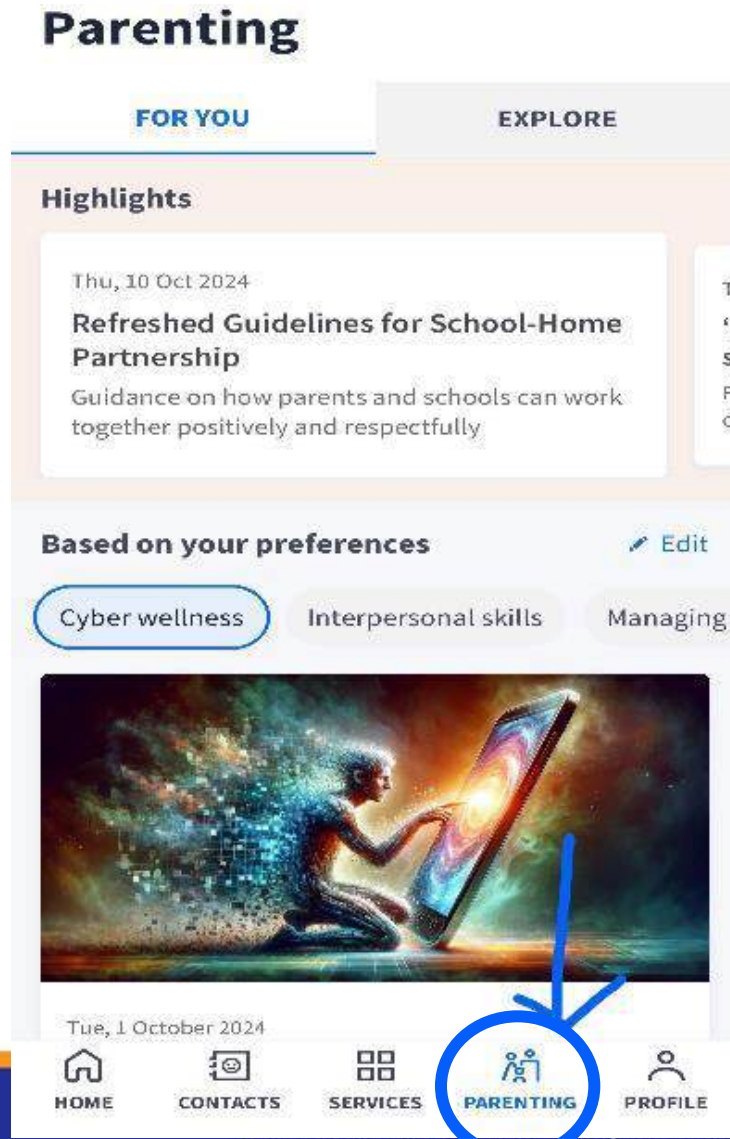 Parenting
FOR YOU
EXPLORE
Highlights
Thu, 10 Oct 2024
Refreshed Guidelines for School-Home
Partnership
Guidance on how parents and schools can work
together positively and respectfully
Based on your preferences
Edit
Cyber wellness
Interpersonal skills
Managing
Tue, 1 October 2024
HOME
CONTACTS
SERVICES
PARENTING
PROFILE